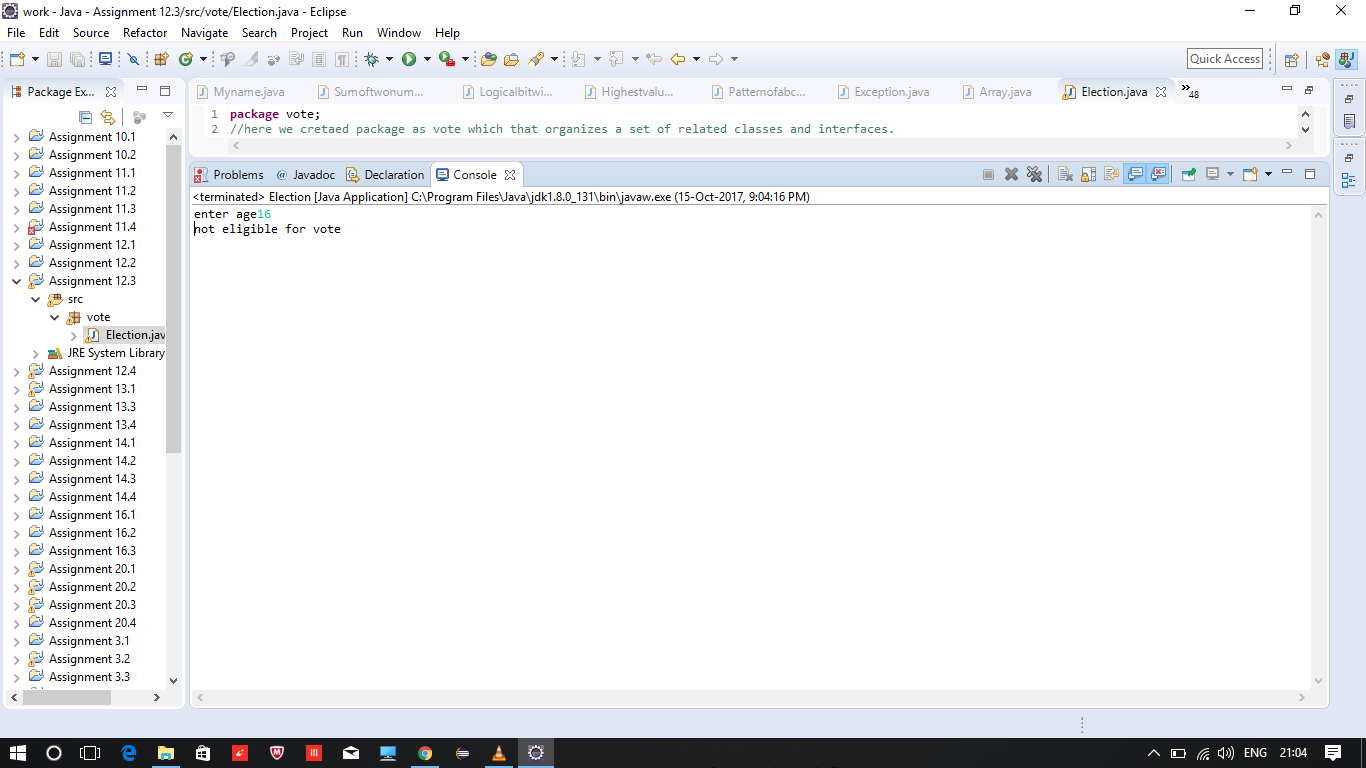 work - Java - Assignment 12.3/src/vote/Election.java - Eclipse
File Edit Source Refactor Navigate Search Project Run Window Help
Quick Access
Package Ex...
Myname.java Sumoftwonum... Logicalbitwi... Highestvalu... Patternofabc... Exception.java Array.java Election.java »48
1 package vote;
2 //here we cretaed package as vote which that organizes a set of related classes and interfaces.
Problems @ Javadoc Declaration Console
<terminated> Election [Java Application] C:\Program Files\Java\jdk1.8.0_131\bin\javaw.exe (15-Oct-2017, 9:04:16 PM)
enter age16
not eligible for vote
Assignment 10.1
Assignment 10.2
Assignment 11.1
Assignment 11.2
Assignment 11.3
Assignment 11.4
Assignment 12.1
Assignment 12.2
Assignment 12.3
src
vote
Election.jav
JRE System Library
Assignment 12.4
Assignment 13.1
Assignment 13.3
Assignment 13.4
Assignment 14.1
Assignment 14.2
Assignment 14.3
Assignment 14.4
Assignment 16.1
Assignment 16.2
Assignment 16.3
Assignment 20.1
Assignment 20.2
Assignment 20.3
Assignment 20.4
Assignment 3.1
Assignment 3.2
Assignment 3.3
ENG 21:04